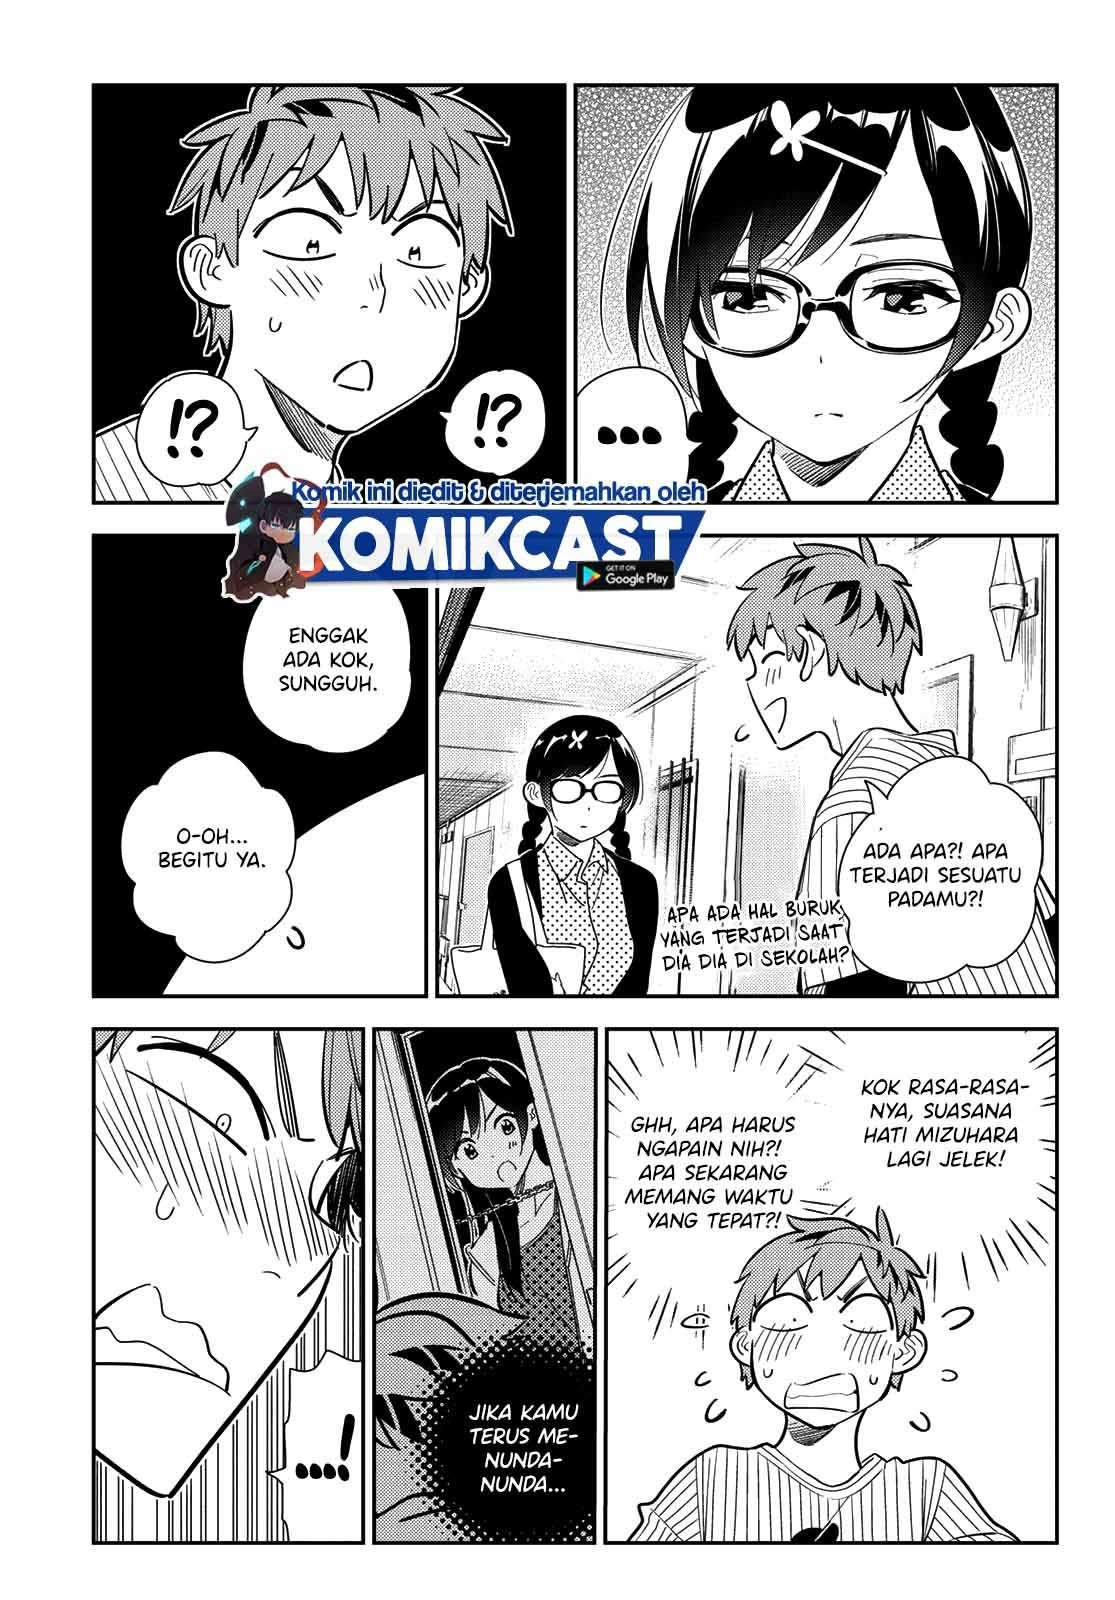 ...
!?
!?
Komik ini diedit & diterjemahkan oleh
KOMIKCAST
GET IT ON
Google Play
ADA APA?! APA
TERJADI SESUATU
PADAMU?!
APA ADA HAL BURUK
YANG TERJADI SAAT
DIA DIA DI SEKOLAH?
ENGGAK
ADA KOK,
SUNGGUH.
O-OH...
BEGITU YA.
KOK RASA-RASA-
NYA, SUASANA
HATI MIZUHARA
LAGI JELEK!
GHH, APA HARUS
NGAPAIN NIH?!
APA SEKARANG
MEMANG WAKTU
YANG TEPAT?!
JIKA KAMU
TERUS ME-
NUNDA-
NUNDA...
....!